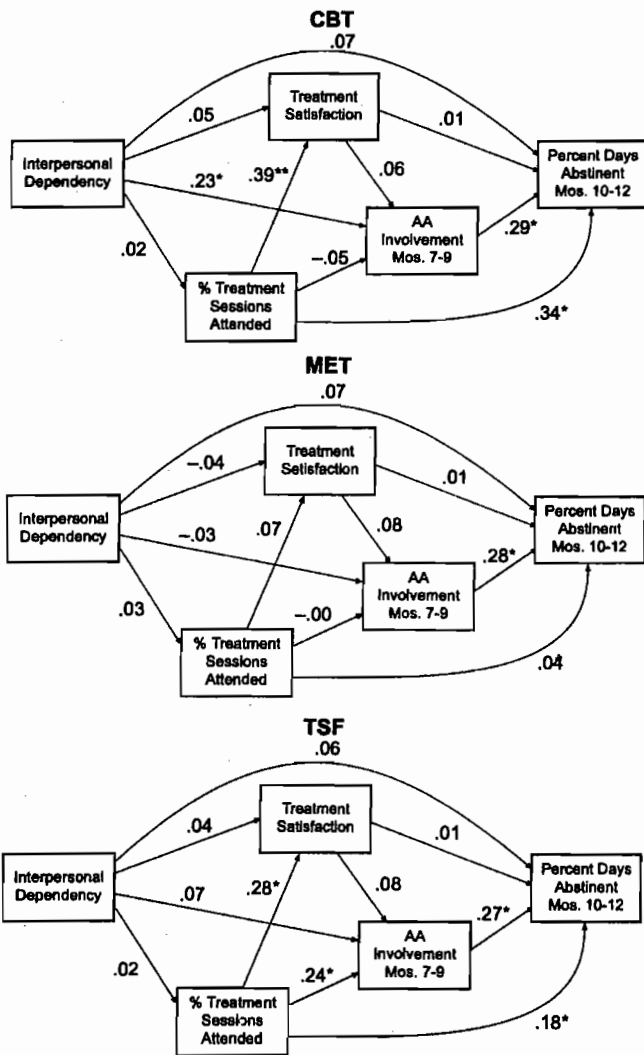 CBT
.07
Treatment
Satisfaction
.05
.01
Interpersonal
Dependency
Percent Days
Abstinent
Mos. 10-12
.39**
.06
.23*
AA
Involvement
Mos. 7-9
.29*
.02
-.05
% Treatment
Sessions
Attended
.34*
MET
.07
Treatment
Satisfaction
-.04
.01
Interpersonal
Dependency
Percent Days
Abstinent
Mos. 10-12
.07
.08
-.03
AA
Involvement
Mos. 7-9
.28*
.03
-.00
% Treatment
Sessions
Attended
.04
TSF
.06
Treatment
Satisfaction
.04
.01
Interpersonal
Dependency
Percent Days
Abstinent
Mos. 10-12
.28*
.08
.07
AA
Involvement
Mos. 7-9
.27*
.02
.24*
% Treatment
Sessions
Attended
.18*